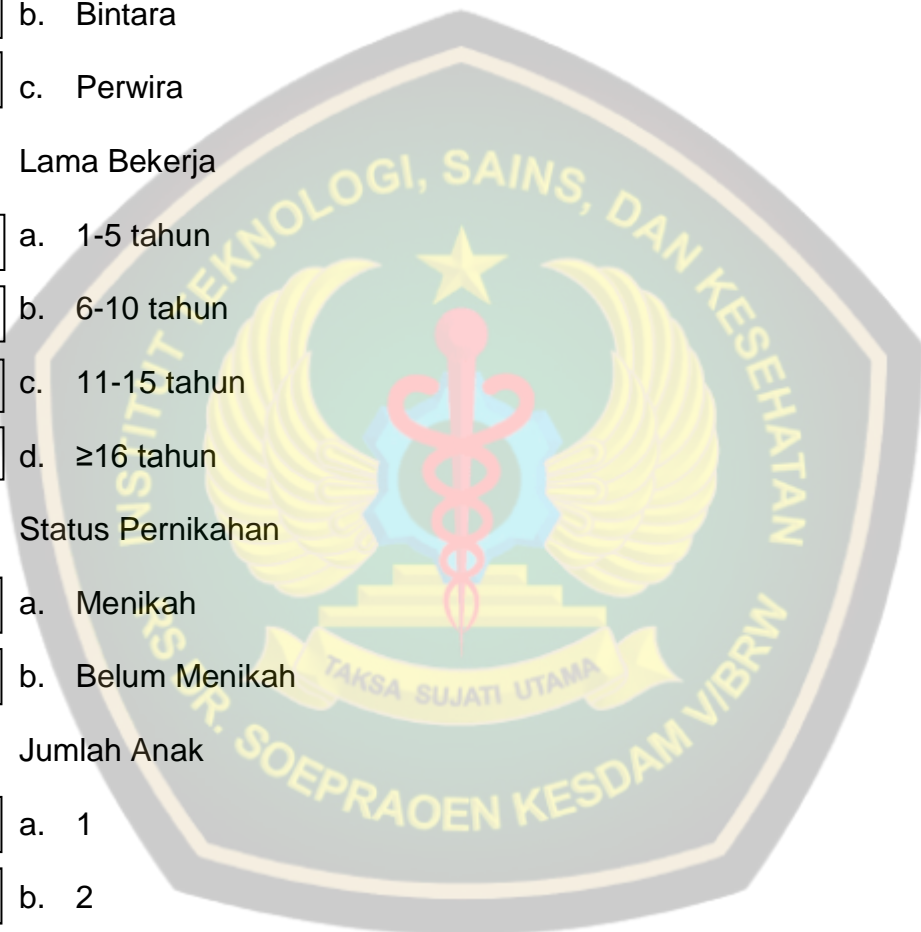 b. Bintara
c. Perwira
Lama Bekerja
a. 1-5 tahun
b. 6-10 tahun
c. 11-15 tahun
d. ≥16 tahun
Status Pernikahan
a. Menikah
b. Belum Menikah
Jumlah Anak
a. 1
b. 2
INSTITUT TEKNOLOGI, SAINS, DAN KESEHATAN
RS DR. SOEPRAOEN KESDAM V/BRW
TAKSA SUJATI UTAMA